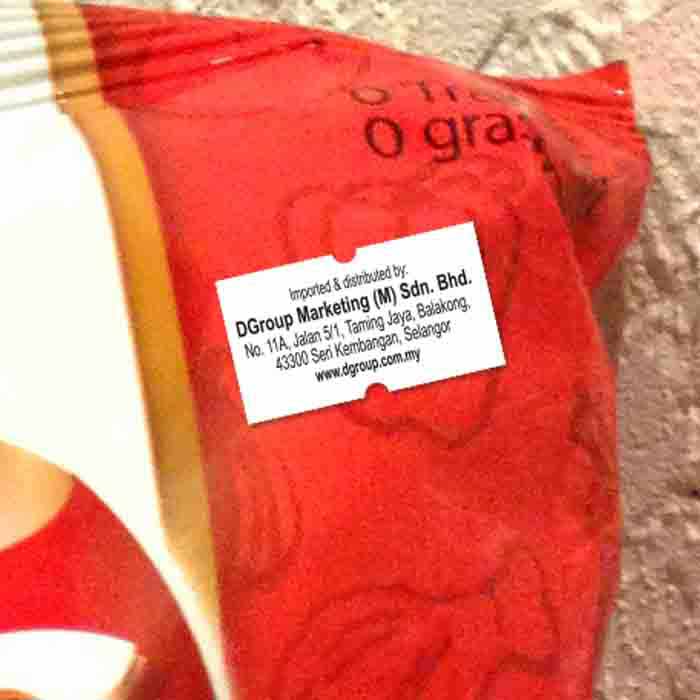 0 gra
Imported & distributed by:
DGroup Marketing (M) Sdn. Bhd.
No. 11A, Jalan 5/1, Taming Jaya, Balakong,
43300 Seri Kembangan, Selangor
www.dgroup.com.my